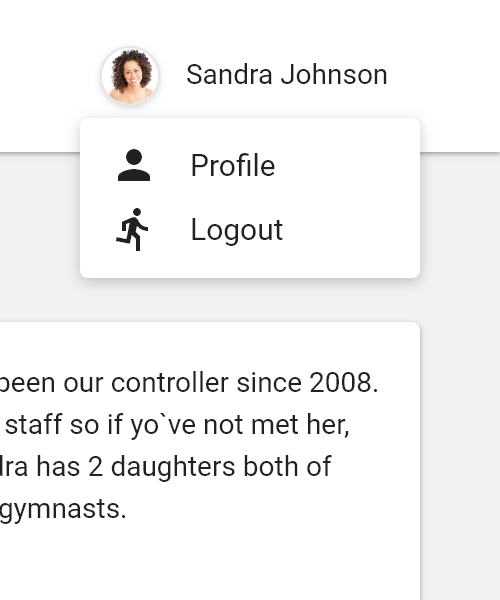 Sandra Johnson
Profile
Logout
been our controller since 2008.
staff so if yo`ve not met her,
dra has 2 daughters both of
gymnasts.